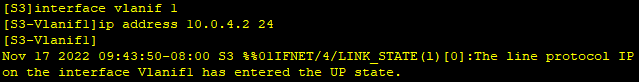 [S3]interface vlanif 1
[S3-Vlanif1]ip address 10.0.4.2 24
[S3-Vlanif1]
Nov 17 2022 09:43:50-08:00 S3 %%01IFNET/4/LINK_STATE(l)[0]:The line protocol IP
on the interface Vlanif1 has entered the UP state.